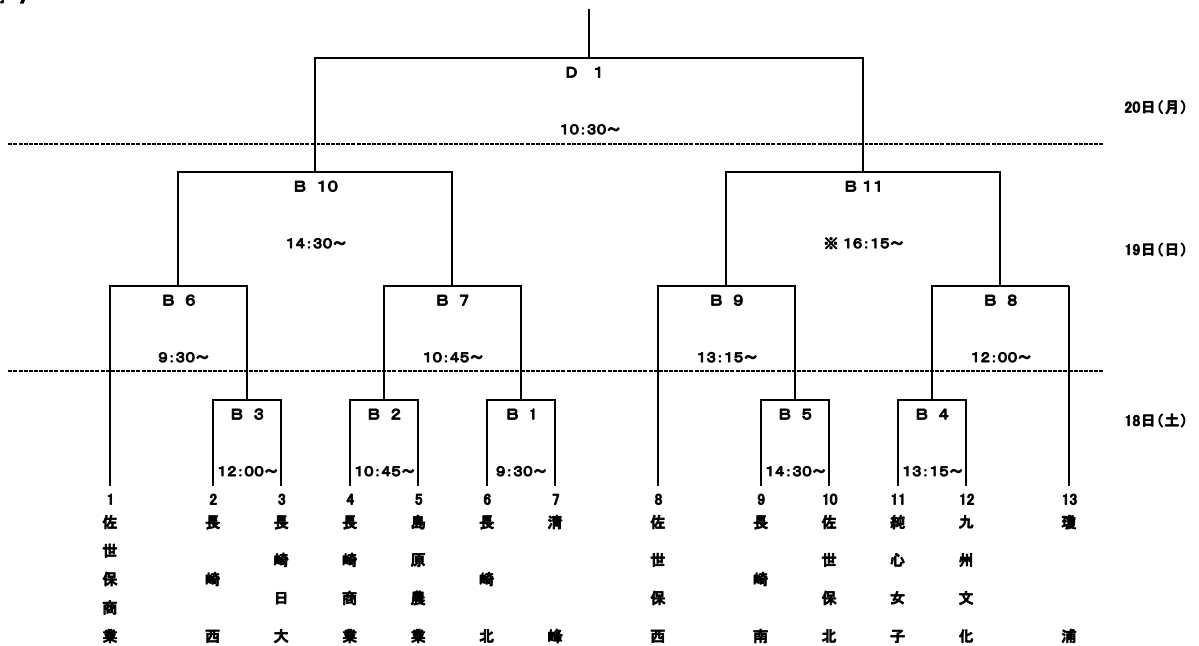 D 1
20日(月)
10:30～
B 10
B 11
14:30～
※ 16:15～
19日(日)
B 6
B 7
B 9
B 8
9:30～
10:45～
13:15～
12:00～
B 3
B 2
B 1
B 5
B 4
18日(土)
12:00～
10:45～
9:30～
14:30～
13:15～
1 佐世保商業
2 長崎西
3 長崎日大
4 長崎商業
5 島原農業
6 長崎北
7 清峰
8 佐世保西
9 長崎南
10 佐世保北
11 純心女子
12 九州文化
13 瓊浦